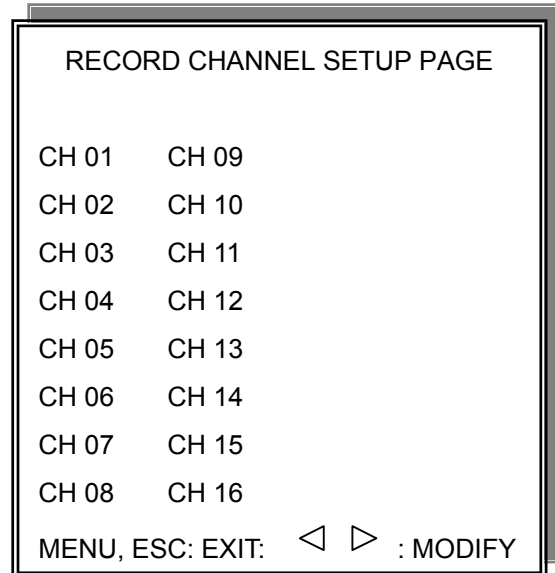 RECORD CHANNEL SETUP PAGE
CH 01 CH 09
CH 02 CH 10
CH 03 CH 11
CH 04 CH 12
CH 05 CH 13
CH 06 CH 14
CH 07 CH 15
CH 08 CH 16
MENU, ESC: EXIT: ◁ ▷ : MODIFY